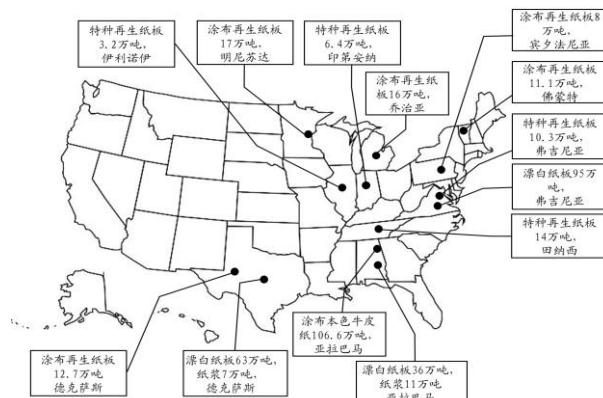 特种再生纸板
3.2万吨，
伊利诺伊
涂布再生纸板
17万吨，
明尼苏达
特种再生纸板
6.4万吨，
印第安纳
涂布再生纸
板16万吨，
乔治亚
涂布再生纸板8
万吨，
宾夕法尼亚
涂布再生纸板
11.1万吨，
佛蒙特
特种再生纸板
10.3万吨，
弗吉尼亚
漂白纸板95万
吨，
弗吉尼亚
特种再生纸板
14万吨，
田纳西
涂布本色牛皮
纸106.6万吨，
亚拉巴马
涂布再生纸板
12.7万吨，
德克萨斯
漂白纸板63万吨，
纸浆7万吨，
德克萨斯
漂白纸板36万吨，
纸浆11万吨
亚拉巴马